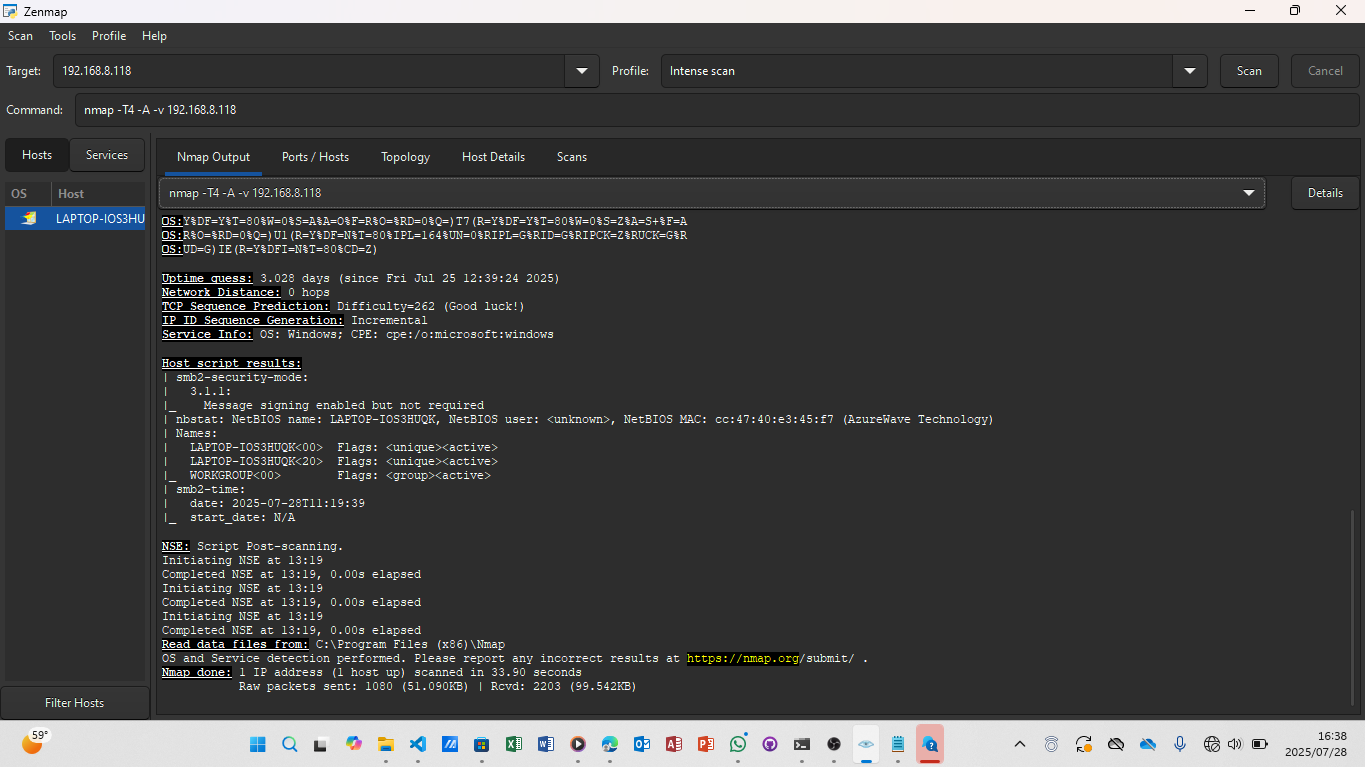 Zenmap
Scan Tools Profile Help
Target: 192.168.8.118 Profile: Intense scan Scan Cancel
Command: nmap -T4 -A -v 192.168.8.118
Hosts Services
Nmap Output Ports / Hosts Topology Host Details Scans
OS Host
nmap -T4 -A -v 192.168.8.118 Details
LAPTOP-IOS3HU
OS:Y%DF=Y%T=80%W=0%S=A%A=O%F=R%O=%RD=0%Q=)T7(R=Y%DF=Y%T=80%W=0%S=Z%A=S+%F=A
OS:R%O=%RD=0%Q=)U1(R=Y%DF=N%T=80%IPL=164%UN=0%RIPL=G%RID=G%RIPCK=Z%RUCK=G%R
OS:UD=G)IE(R=Y%DFI=N%T=80%CD=Z)
Uptime guess: 3.028 days (since Fri Jul 25 12:39:24 2025)
Network Distance: 0 hops
TCP Sequence Prediction: Difficulty=262 (Good luck!)
IP ID Sequence Generation: Incremental
Service Info: OS: Windows; CPE: cpe:/o:microsoft:windows
Host script results:
| smb2-security-mode:
|   3.1.1:
|_    Message signing enabled but not required
| nbstat: NetBIOS name: LAPTOP-IOS3HUQK, NetBIOS user: <unknown>, NetBIOS MAC: cc:47:40:e3:45:f7 (AzureWave Technology)
| Names:
|   LAPTOP-IOS3HUQK<00>  Flags: <unique><active>
|   LAPTOP-IOS3HUQK<20>  Flags: <unique><active>
|_  WORKGROUP<00>        Flags: <group><active>
| smb2-time:
|   date: 2025-07-28T11:19:39
|_  start_date: N/A
NSE: Script Post-scanning.
Initiating NSE at 13:19
Completed NSE at 13:19, 0.00s elapsed
Initiating NSE at 13:19
Completed NSE at 13:19, 0.00s elapsed
Initiating NSE at 13:19
Completed NSE at 13:19, 0.00s elapsed
Read data files from: C:\Program Files (x86)\Nmap
OS and Service detection performed. Please report any incorrect results at https://nmap.org/submit/ .
Nmap done: 1 IP address (1 host up) scanned in 33.90 seconds
Raw packets sent: 1080 (51.090KB) | Rcvd: 2203 (99.542KB)
Filter Hosts
59°
16:38
2025/07/28